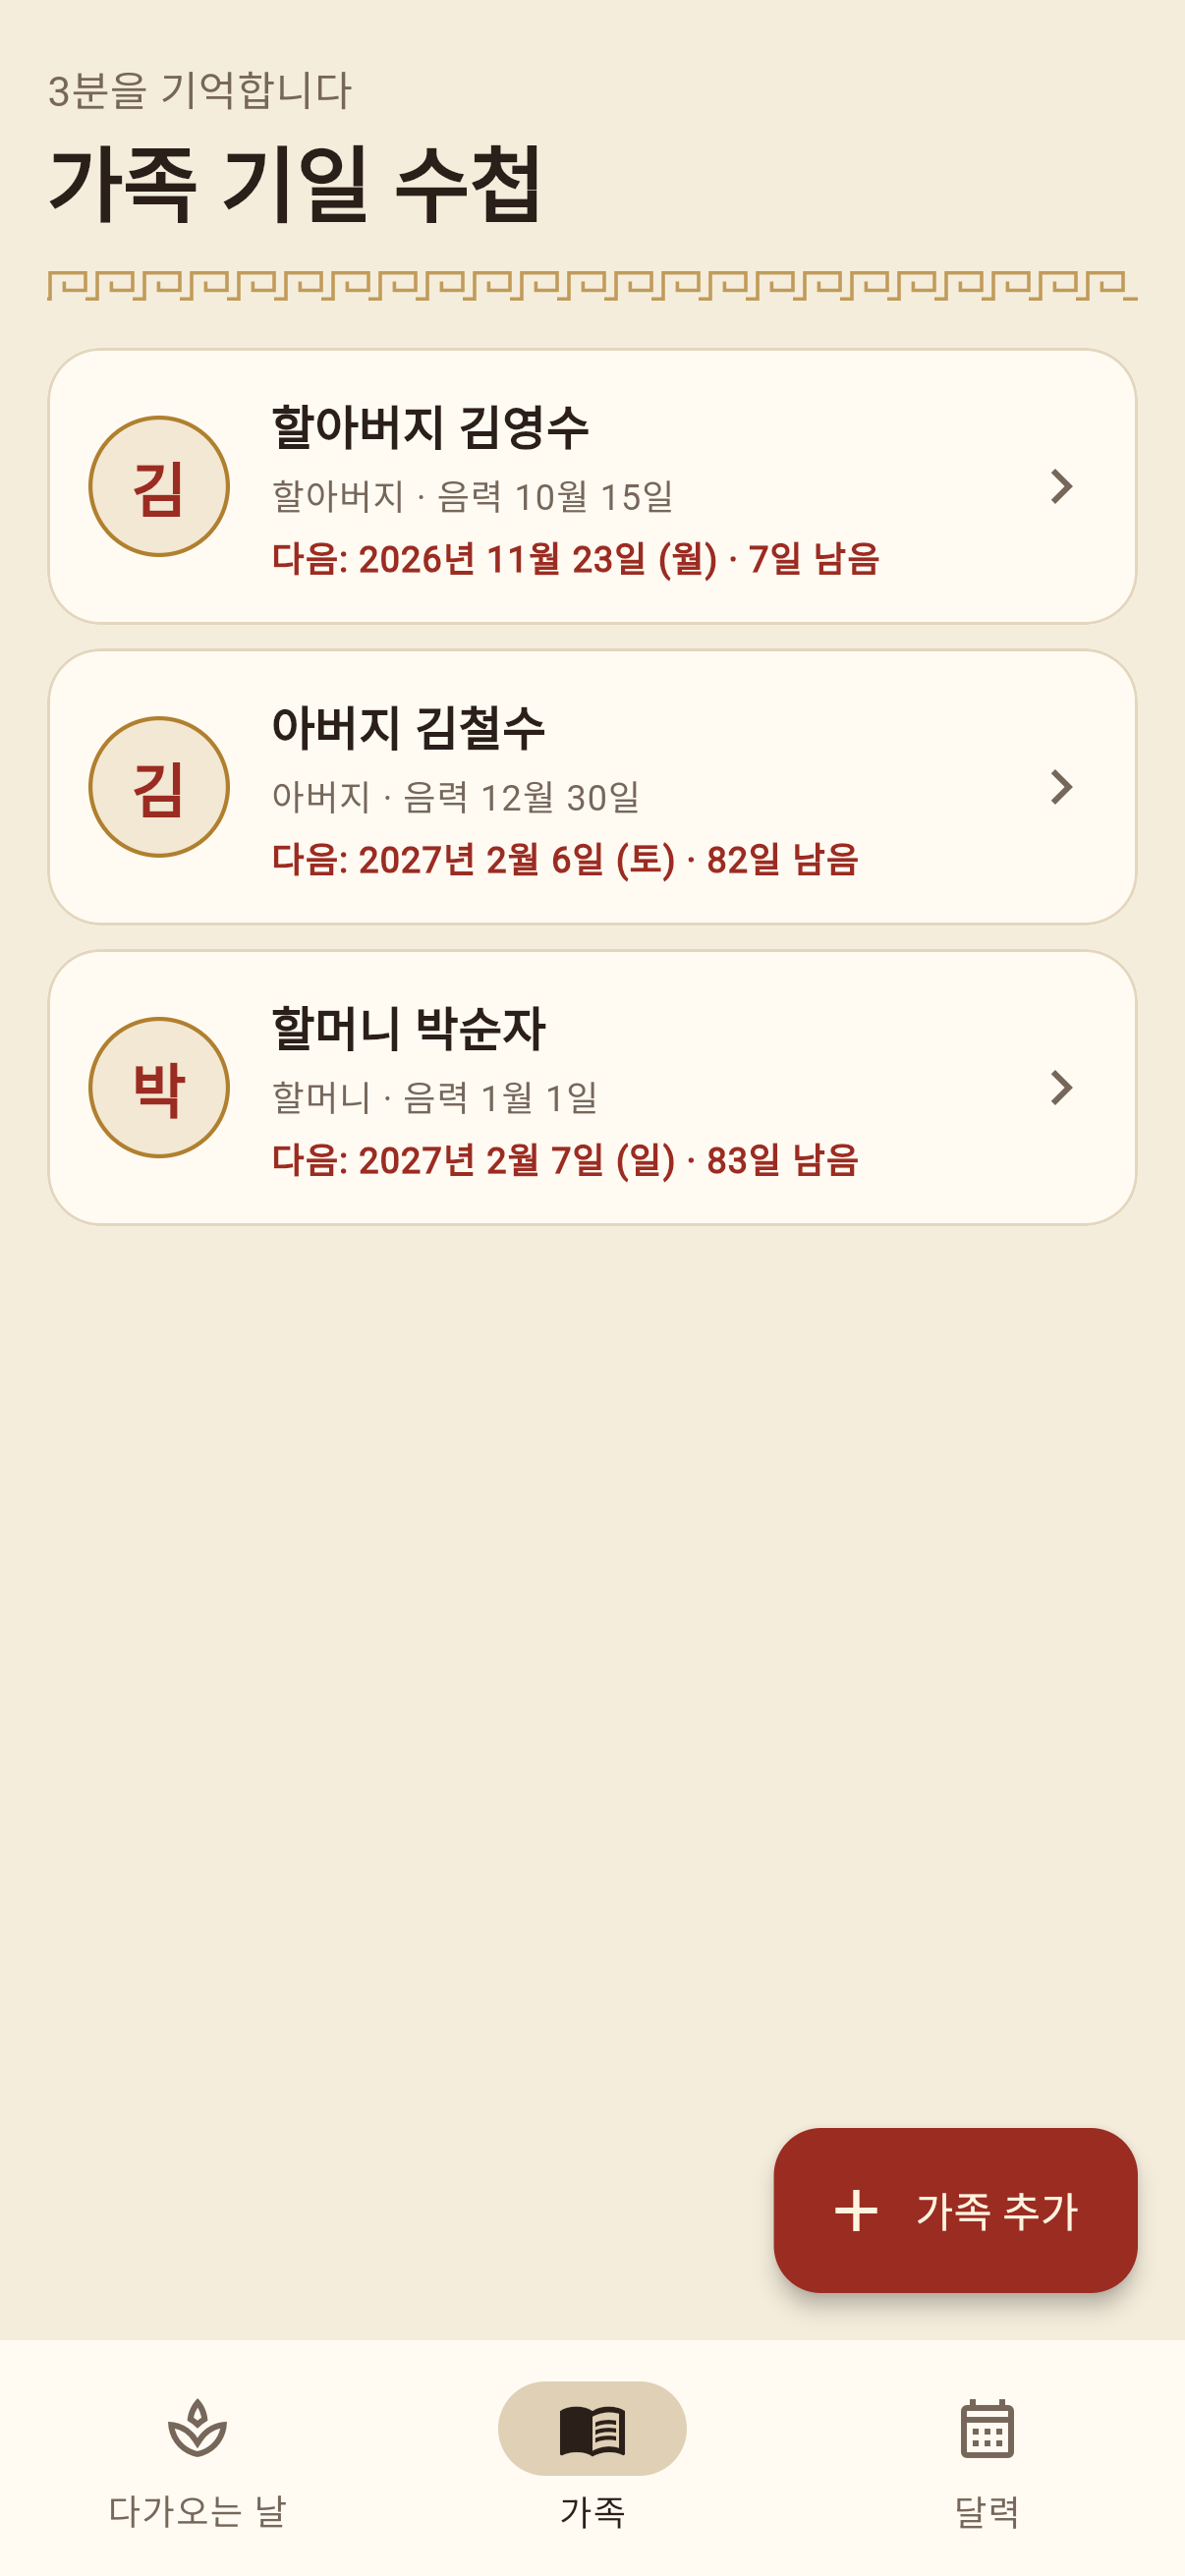 3분을 기억합니다
가족 기일 수첩
김
할아버지 김영수
할아버지 · 음력 10월 15일
다음: 2026년 11월 23일 (월) · 7일 남음
김
아버지 김철수
아버지 · 음력 12월 30일
다음: 2027년 2월 6일 (토) · 82일 남음
박
할머니 박순자
할머니 · 음력 1월 1일
다음: 2027년 2월 7일 (일) · 83일 남음
가족 추가
다가오는 날
가족
달력